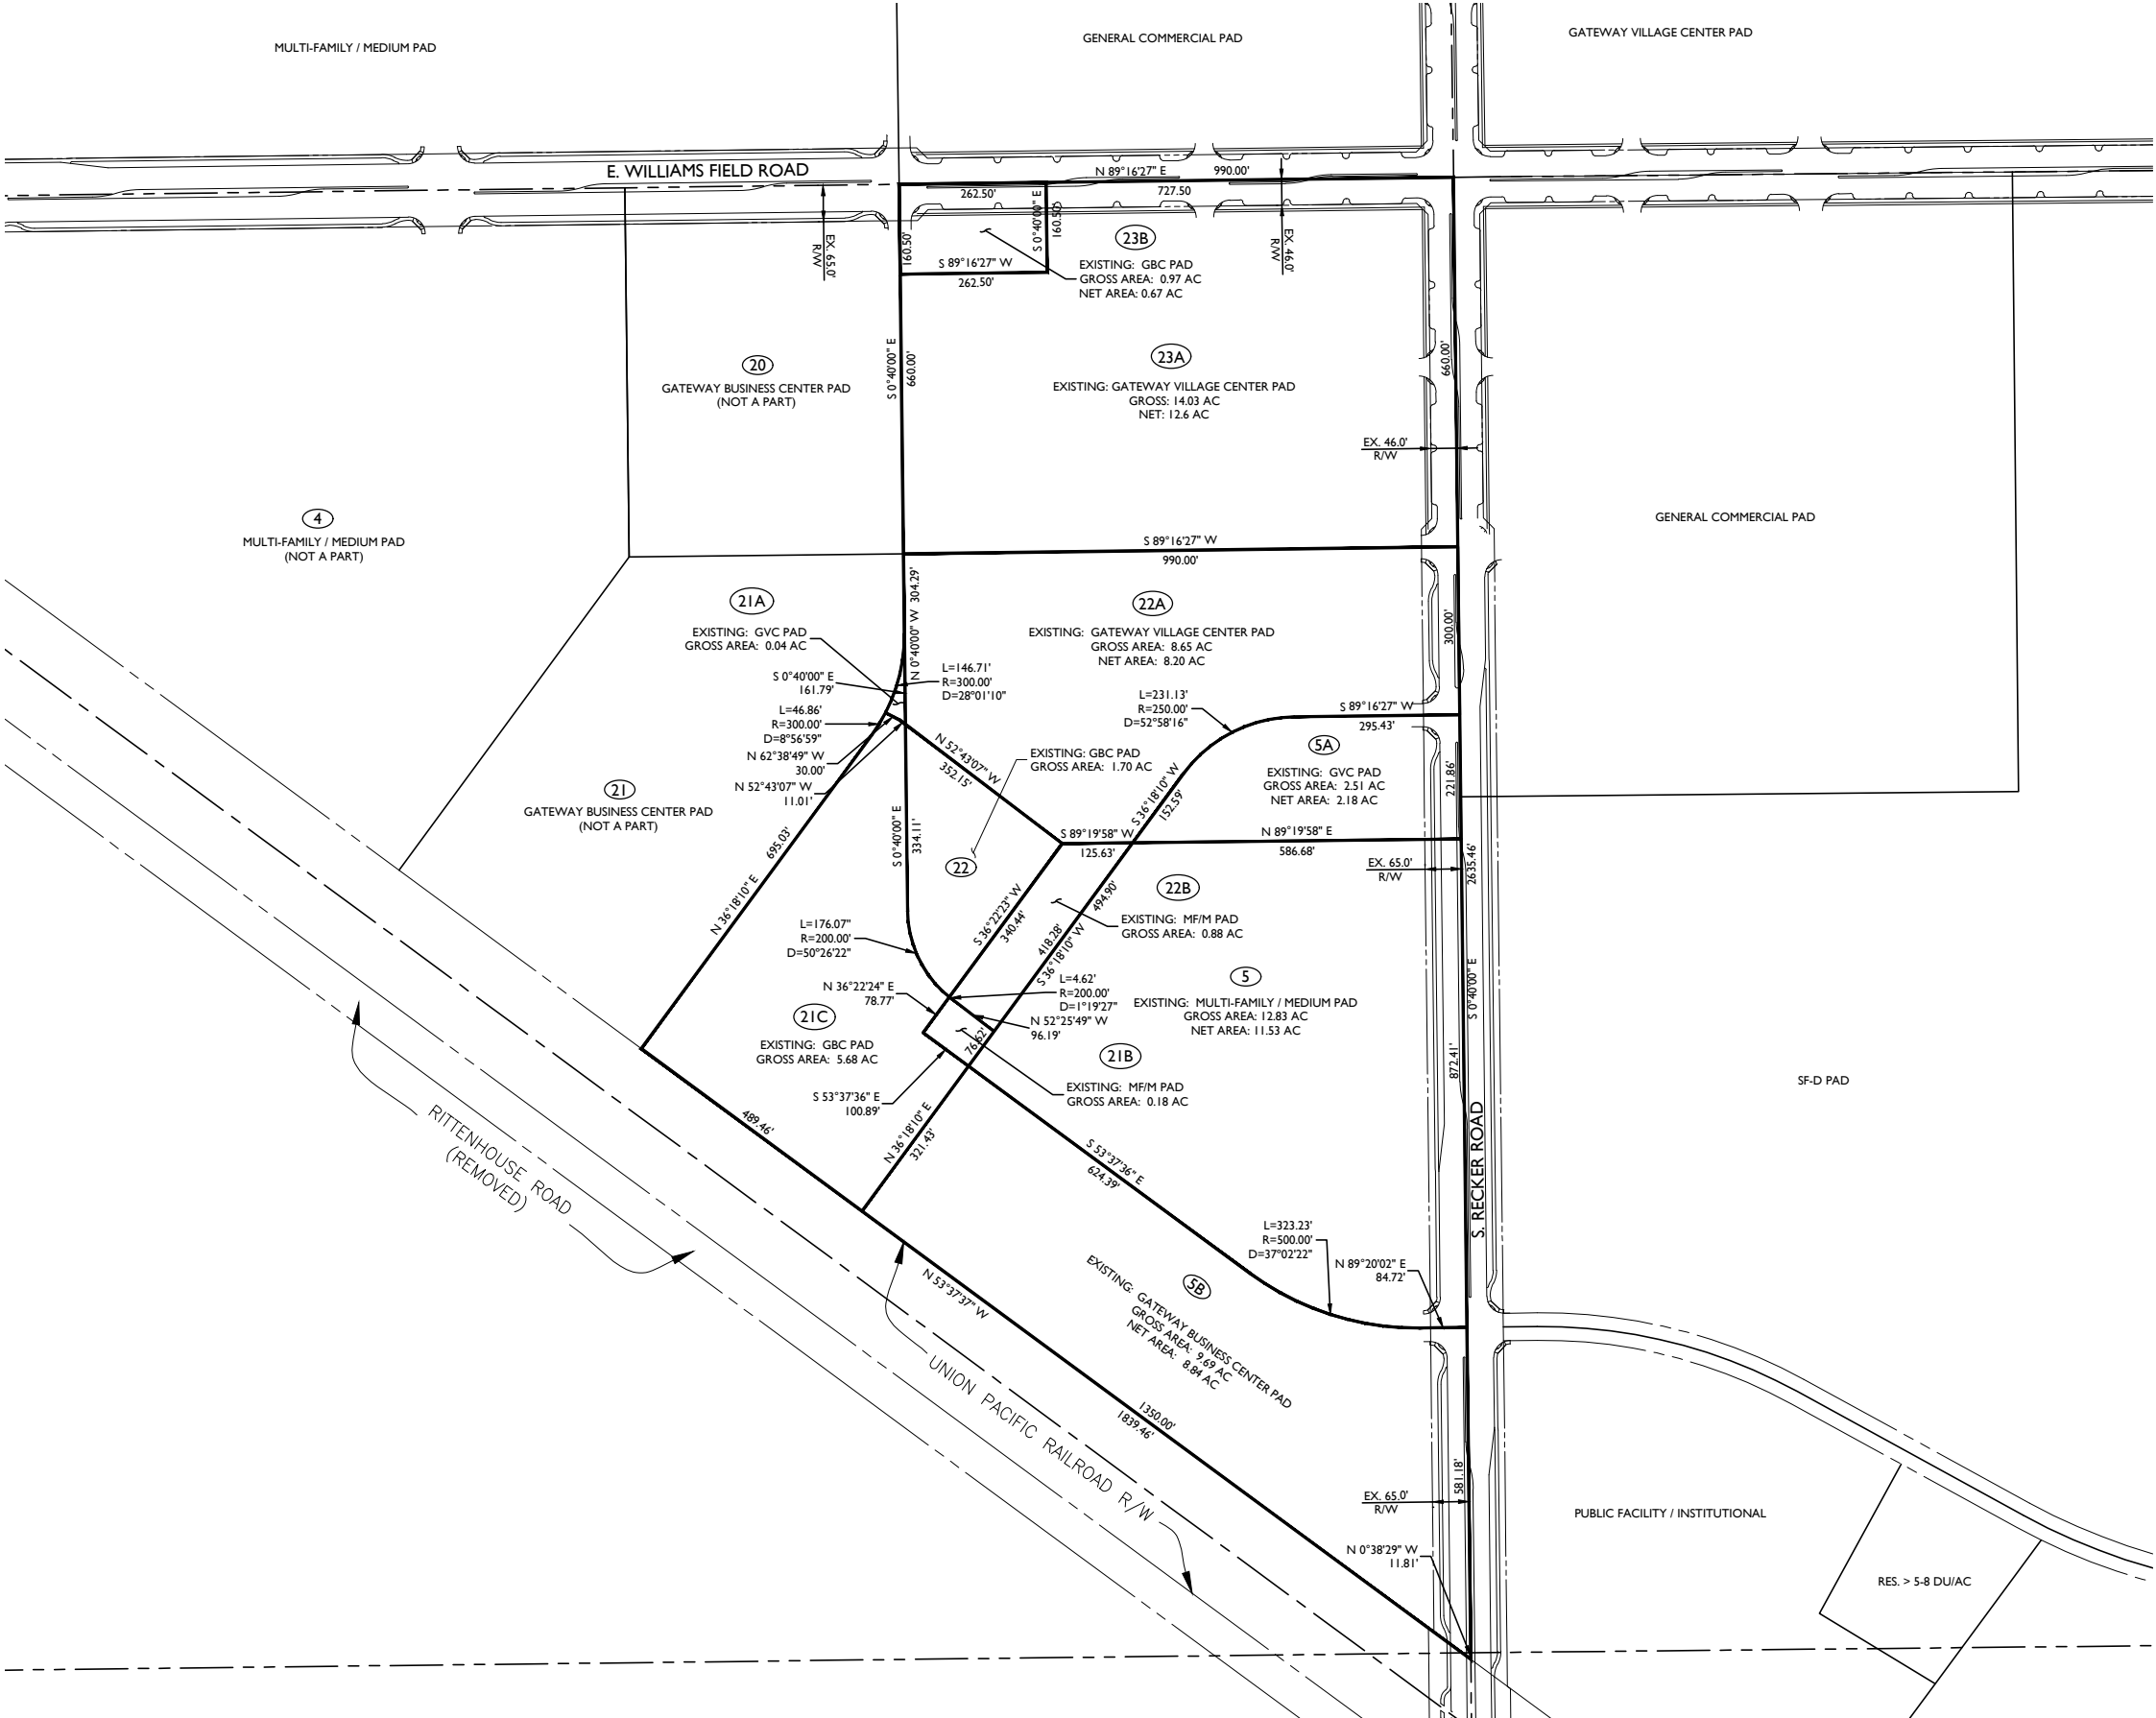 MULTI-FAMILY / MEDIUM PAD
GENERAL COMMERCIAL PAD
GATEWAY VILLAGE CENTER PAD
E. WILLIAMS FIELD ROAD
N 89°16'27" E
990.00'
262.50'
727.50
S 0°40'00" E
160.50'
160.50'
EX. 65.0'
R/W
EX. 46.0'
R/W
S 89°16'27" W
262.50'
23B
EXISTING: GBC PAD
GROSS AREA: 0.97 AC
NET AREA: 0.67 AC
20
GATEWAY BUSINESS CENTER PAD
(NOT A PART)
S 0°40'00" E
660.00'
23A
EXISTING: GATEWAY VILLAGE CENTER PAD
GROSS: 14.03 AC
NET: 12.6 AC
660.00'
EX. 46.0'
R/W
4
MULTI-FAMILY / MEDIUM PAD
(NOT A PART)
GENERAL COMMERCIAL PAD
S 89°16'27" W
990.00'
21A
EXISTING: GVC PAD
GROSS AREA: 0.04 AC
N 0°40'00" W 304.29'
22A
EXISTING: GATEWAY VILLAGE CENTER PAD
GROSS AREA: 8.65 AC
NET AREA: 8.20 AC
300.00'
S 0°40'00" E
161.79'
L=146.71'
R=300.00'
D=28°01'10"
L=46.86'
R=300.00'
D=8°56'59"
N 62°38'49" W
30.00'
N 52°43'07" W
11.01'
L=231.13'
R=250.00'
D=52°58'16"
S 89°16'27" W
295.43'
N 52°43'07" W
352.15'
EXISTING: GBC PAD
GROSS AREA: 1.70 AC
5A
EXISTING: GVC PAD
GROSS AREA: 2.51 AC
NET AREA: 2.18 AC
221.86'
21
GATEWAY BUSINESS CENTER PAD
(NOT A PART)
S 36°18'10" W
152.59'
S 0°40'00" E
334.11'
695.03'
N 36°18'10" E
S 89°19'58" W
125.63'
N 89°19'58" E
586.68'
22
EX. 65.0'
R/W
2635.46'
S 0°40'00" E
22B
EXISTING: MF/M PAD
GROSS AREA: 0.88 AC
S 36°22'23" W
340.44'
494.90'
418.28'
S 36°18'10" W
L=176.07"
R=200.00'
D=50°26'22"
N 36°22'24" E
78.77'
L=4.62'
R=200.00'
D=1°19'27"
N 52°25'49" W
96.19'
5
EXISTING: MULTI-FAMILY / MEDIUM PAD
GROSS AREA: 12.83 AC
NET AREA: 11.53 AC
21C
EXISTING: GBC PAD
GROSS AREA: 5.68 AC
76.62'
21B
EXISTING: MF/M PAD
GROSS AREA: 0.18 AC
872.41'
SF-D PAD
S 53°37'36" E
100.89'
489.46'
N 36°18'10" E
321.43'
S 53°37'36" E
624.39'
RITTENHOUSE ROAD
(REMOVED)
S. RECKER ROAD
L=323.23'
R=500.00'
D=37°02'22"
N 89°20'02" E
84.72'
N 53°37'37" W
5B
EXISTING: GATEWAY BUSINESS CENTER PAD
GROSS AREA: 9.69 AC
NET AREA: 8.84 AC
UNION PACIFIC RAILROAD R/W
1350.00'
1839.46'
581.18'
EX. 65.0'
R/W
PUBLIC FACILITY / INSTITUTIONAL
N 0°38'29" W
11.81'
RES. > 5-8 DU/AC